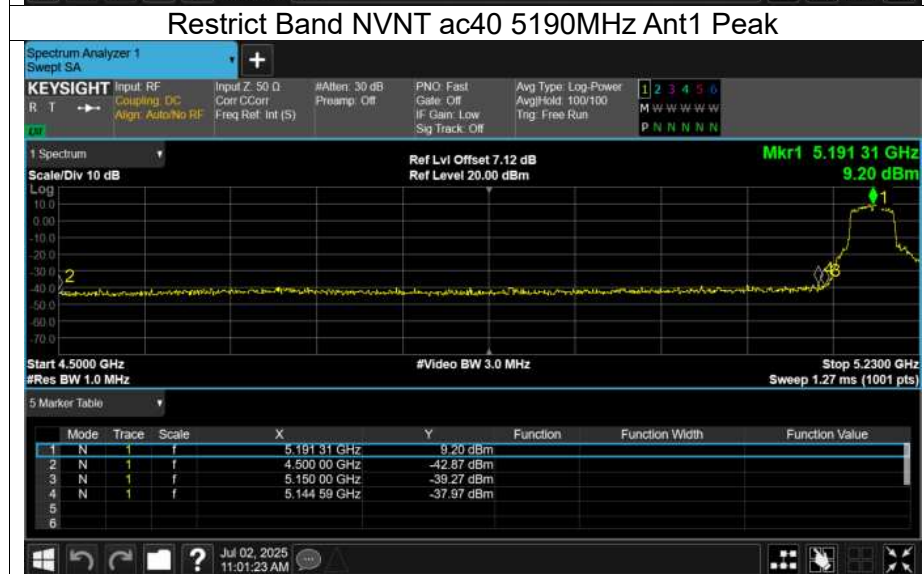 Restrict Band NVNT ac40 5190MHz Ant1 Peak
Spectrum Analyzer 1
Swept SA
+
KEYSIGHT Input: RF Input Z: 50 Ω #Atten: 30 dB PNO: Fast Avg Type: Log-Power 1 2 3 4 5 6
R T Coupling: DC Corr CCorr Preamp: Off Gate: Off Avg|Hold: 100/100 M W W W W W
Align: Auto/No RF Freq Ref: Int (S) IF Gain: Low Trig: Free Run
Sig Track: Off P N N N N N
1 Spectrum Ref Lvl Offset 7.12 dB Mkr1 5.191 31 GHz
Scale/Div 10 dB Ref Level 20.00 dBm 9.20 dBm
Log
10.0
0.00
-10.0
-20.0
-30.0
-40.0
-50.0
-60.0
-70.0
1
2
4
3
Start 4.5000 GHz #Video BW 3.0 MHz Stop 5.2300 GHz
#Res BW 1.0 MHz Sweep 1.27 ms (1001 pts)
5 Marker Table
Mode Trace Scale X Y Function Function Width Function Value
1 N 1 f 5.191 31 GHz 9.20 dBm
2 N 1 f 4.500 00 GHz -42.87 dBm
3 N 1 f 5.150 00 GHz -39.27 dBm
4 N 1 f 5.144 59 GHz -37.97 dBm
5
6
? Jul 02, 2025
11:01:23 AM